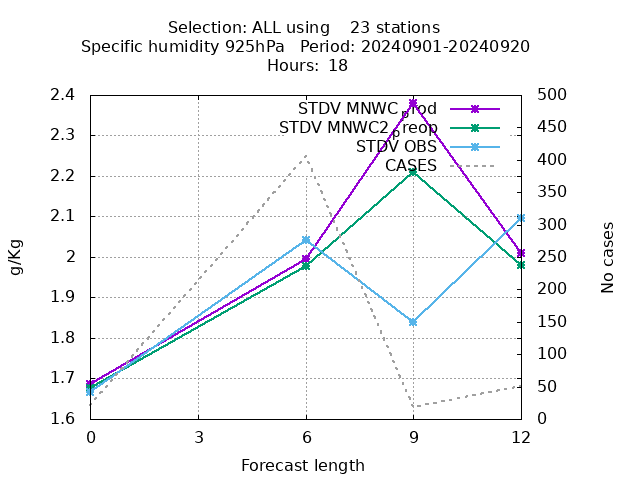 Selection: ALL using    23 stations
Specific humidity 925hPa   Period: 20240901-20240920
Hours:  18
2.4
2.3
2.2
2.1
2
1.9
1.8
1.7
1.6
g/Kg
STDV MNWC_prod
STDV MNWC2_preop
STDV OBS
CASES
500
450
400
350
300
250
200
150
100
50
0
No cases
0 3 6 9 12
Forecast length